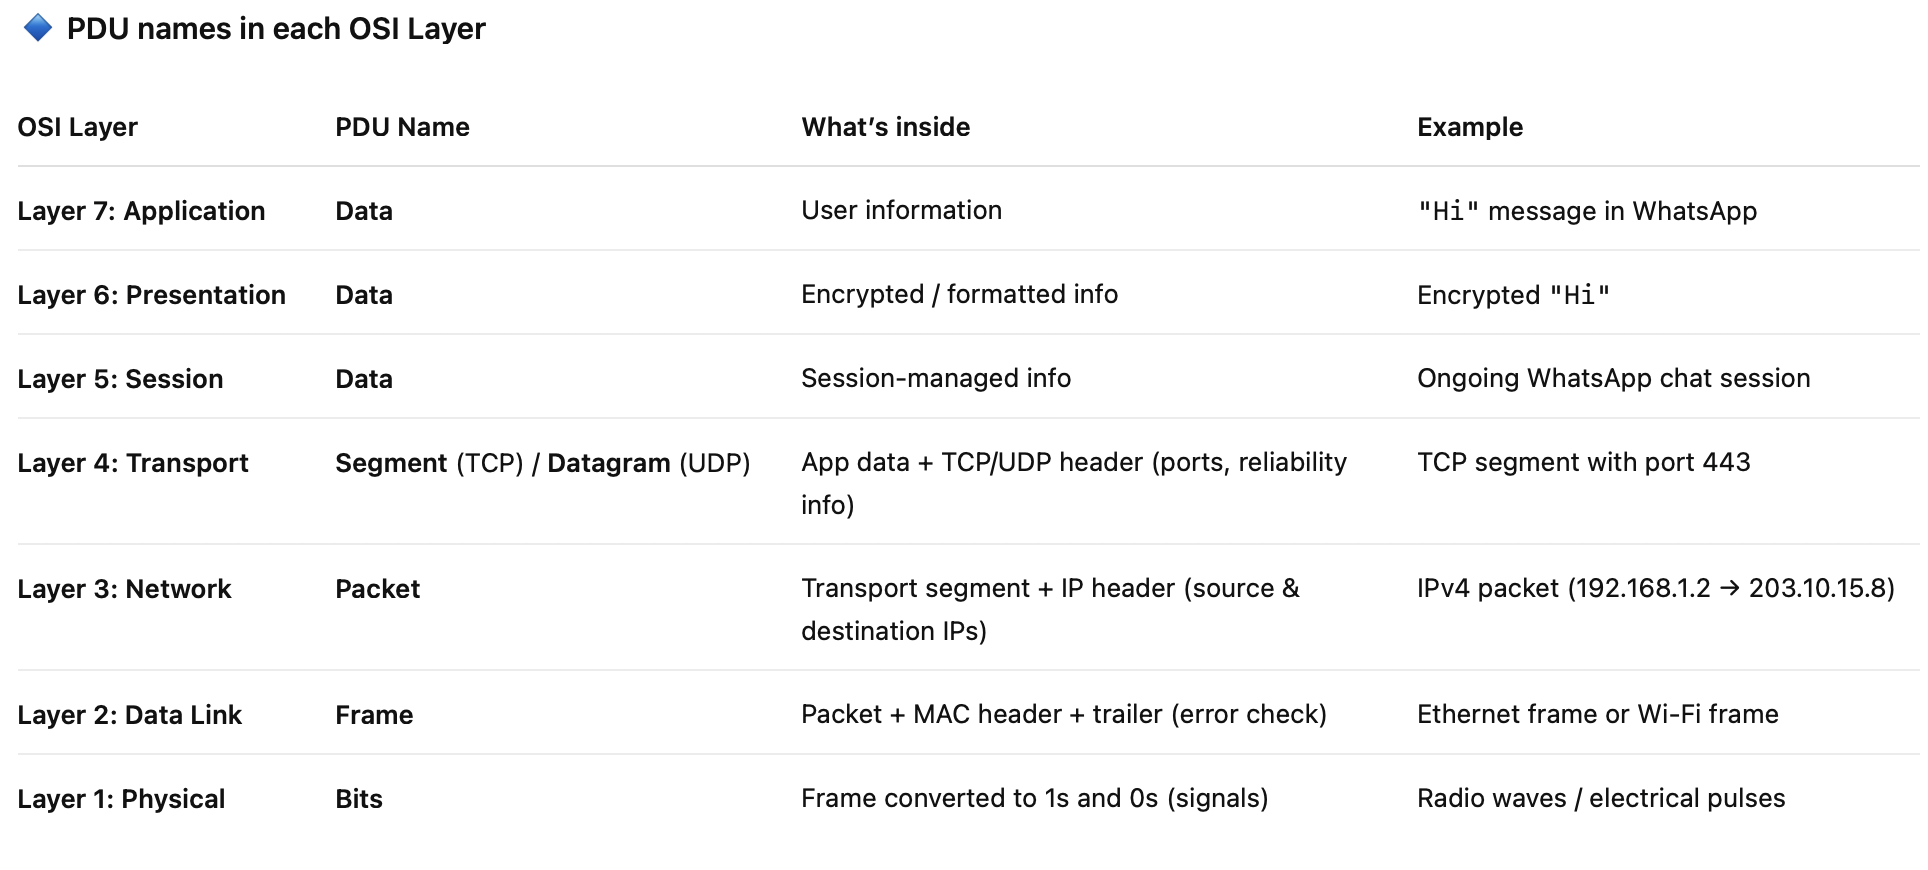 🔷 PDU names in each OSI Layer
OSI Layer PDU Name What’s inside Example
Layer 7: Application Data User information "Hi" message in WhatsApp
Layer 6: Presentation Data Encrypted / formatted info Encrypted "Hi"
Layer 5: Session Data Session-managed info Ongoing WhatsApp chat session
Layer 4: Transport Segment (TCP) / Datagram (UDP) App data + TCP/UDP header (ports, reliability TCP segment with port 443
info)
Layer 3: Network Packet Transport segment + IP header (source & IPv4 packet (192.168.1.2 → 203.10.15.8)
destination IPs)
Layer 2: Data Link Frame Packet + MAC header + trailer (error check) Ethernet frame or Wi-Fi frame
Layer 1: Physical Bits Frame converted to 1s and 0s (signals) Radio waves / electrical pulses